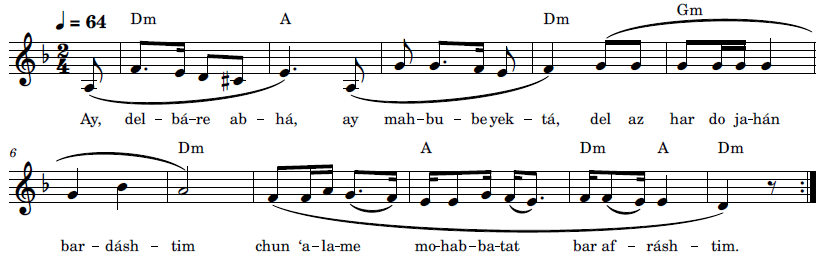 ♩ = 64
Dm A Dm Gm
2
4
Ay, del – bá – re ab – há, ay mah – bu – be yek – tá, del az har do ja – hán
6
Dm A Dm A Dm
bar – dásh – tim chun ‘a – la – me mo – hab – ba – tat bar af – rásh – tim.